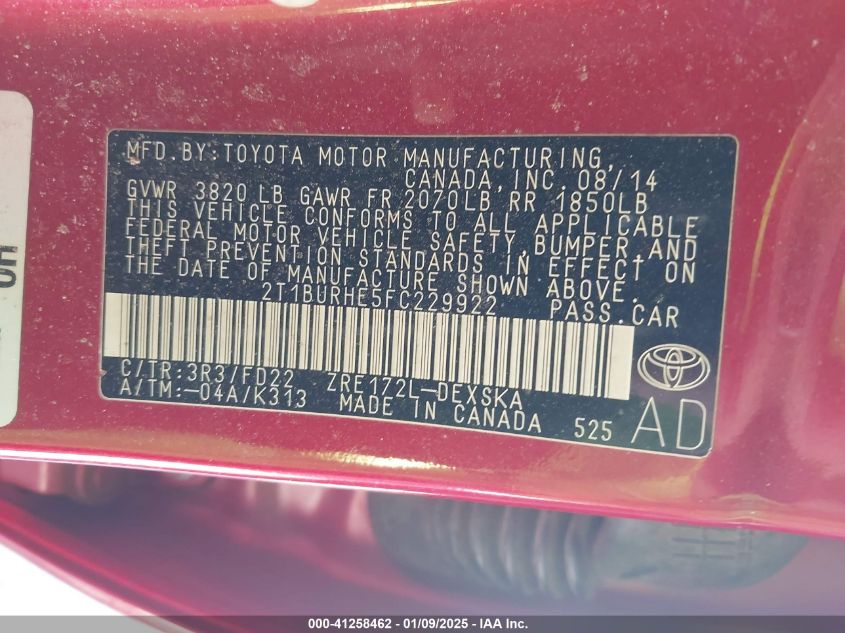 MFD.BY:TOYOTA MOTOR MANUFACTURING,
CANADA,INC. 08/14
GVWR 3820 LB GAWR FR 2070LB RR 1850LB
THIS VEHICLE CONFORMS TO ALL APPLICABLE
FEDERAL MOTOR VEHICLE SAFETY,BUMPER,AND
THEFT PREVENTION STANDARDS IN EFFECT ON
THE DATE OF MANUFACTURE SHOWN ABOVE.
2T1BURHE5FC229922 PASS.CAR
C/TR:3R3/FD22 ZRE172L-DEXSKA
A/TM:-04A/K313 MADE IN CANADA 525 AD
000-41258462 - 01/09/2025 - IAA Inc.